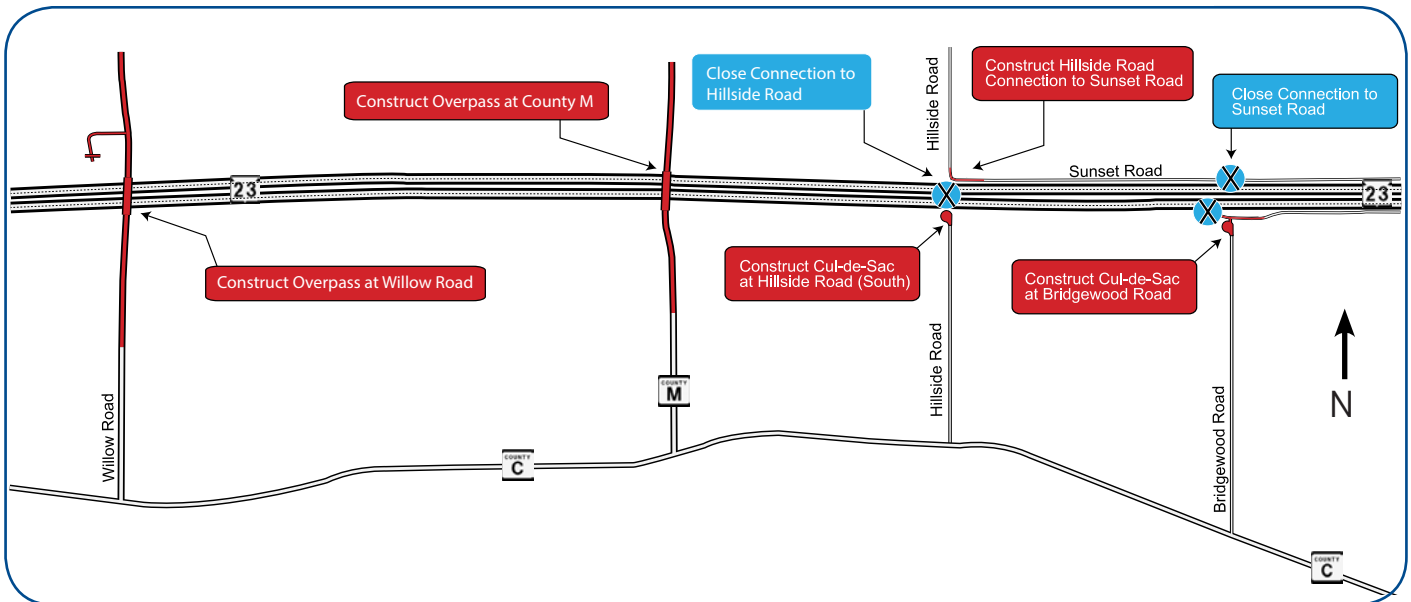 Hillside Road
Construct Hillside Road
Connection to Sunset Road
Close Connection to
Hillside Road
Close Connection to
Sunset Road
Construct Overpass at County M
Sunset Road
23
23
Construct Overpass at Willow Road
Construct Cul-de-Sac
at Hillside Road (South)
Construct Cul-de-Sac
at Bridgewood Road
Willow Road
COUNTY
M
Hillside Road
Bridgewood Road
N
COUNTY
C
COUNTY
C